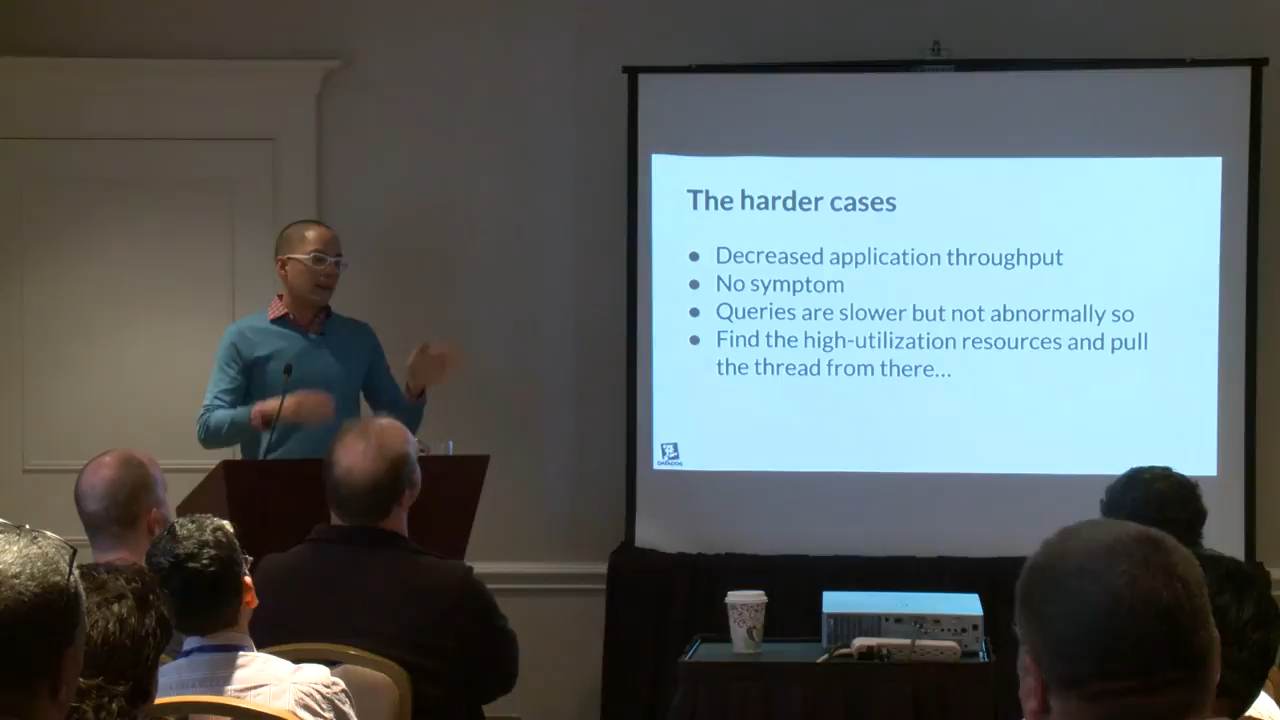 The harder cases
● Decreased application throughput
● No symptom
● Queries are slower but not abnormally so
● Find the high-utilization resources and pull
the thread from there...
DATADOG